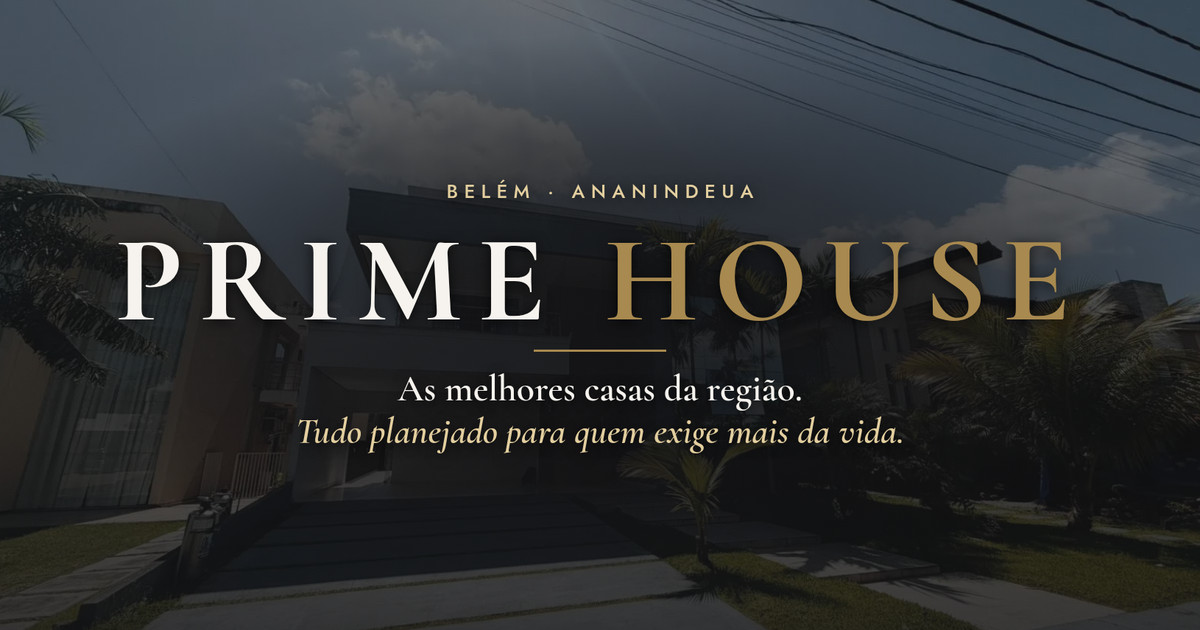 BELÉM · ANANINDEUA
PRIME HOUSE
As melhores casas da região.
Tudo planejado para quem exige mais da vida.